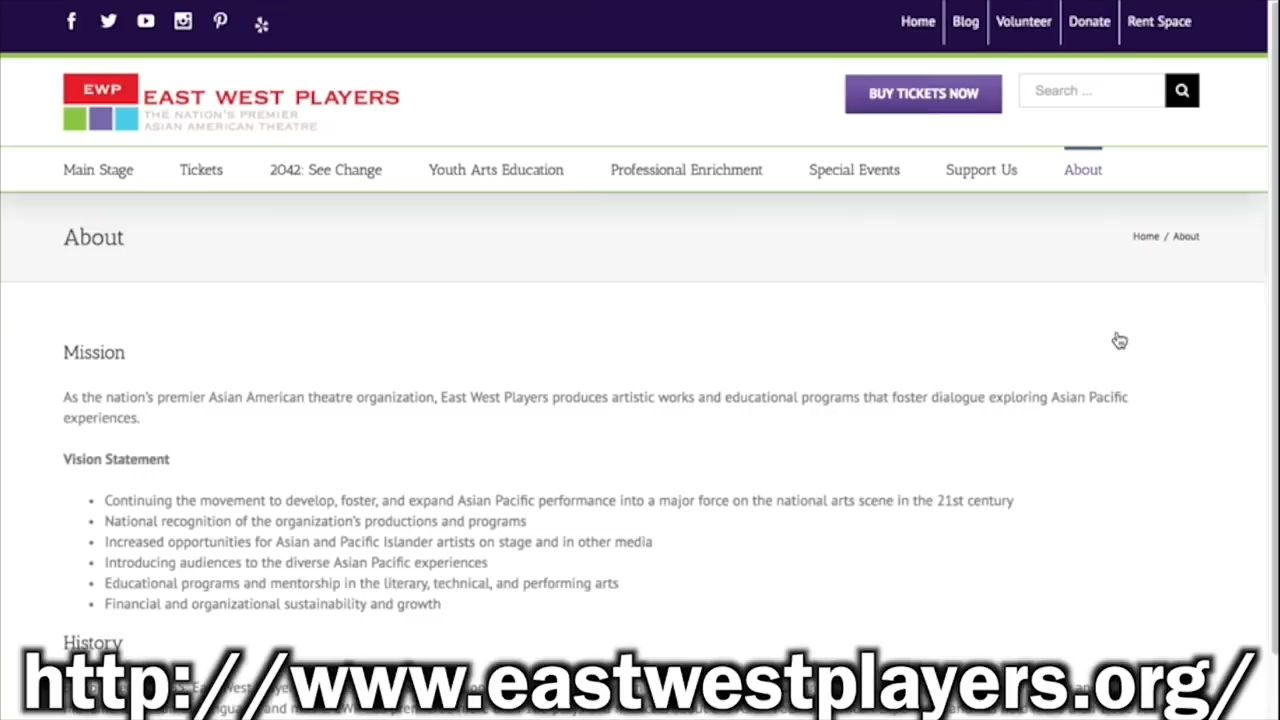 Home Blog Volunteer Donate Rent Space
EWP
EAST WEST PLAYERS
THE NATION'S PREMIER
ASIAN AMERICAN THEATRE
BUY TICKETS NOW
Search ...
Main Stage Tickets 2042: See Change Youth Arts Education Professional Enrichment Special Events Support Us About
About
Home / About
Mission
As the nation's premier Asian American theatre organization, East West Players produces artistic works and educational programs that foster dialogue exploring Asian Pacific
experiences.
Vision Statement
• Continuing the movement to develop, foster, and expand Asian Pacific performance into a major force on the national arts scene in the 21st century
• National recognition of the organization's productions and programs
• Increased opportunities for Asian and Pacific Islander artists on stage and in other media
• Introducing audiences to the diverse Asian Pacific experiences
• Educational programs and mentorship in the literary, technical, and performing arts
• Financial and organizational sustainability and growth
History
http://www.eastwestplayers.org/